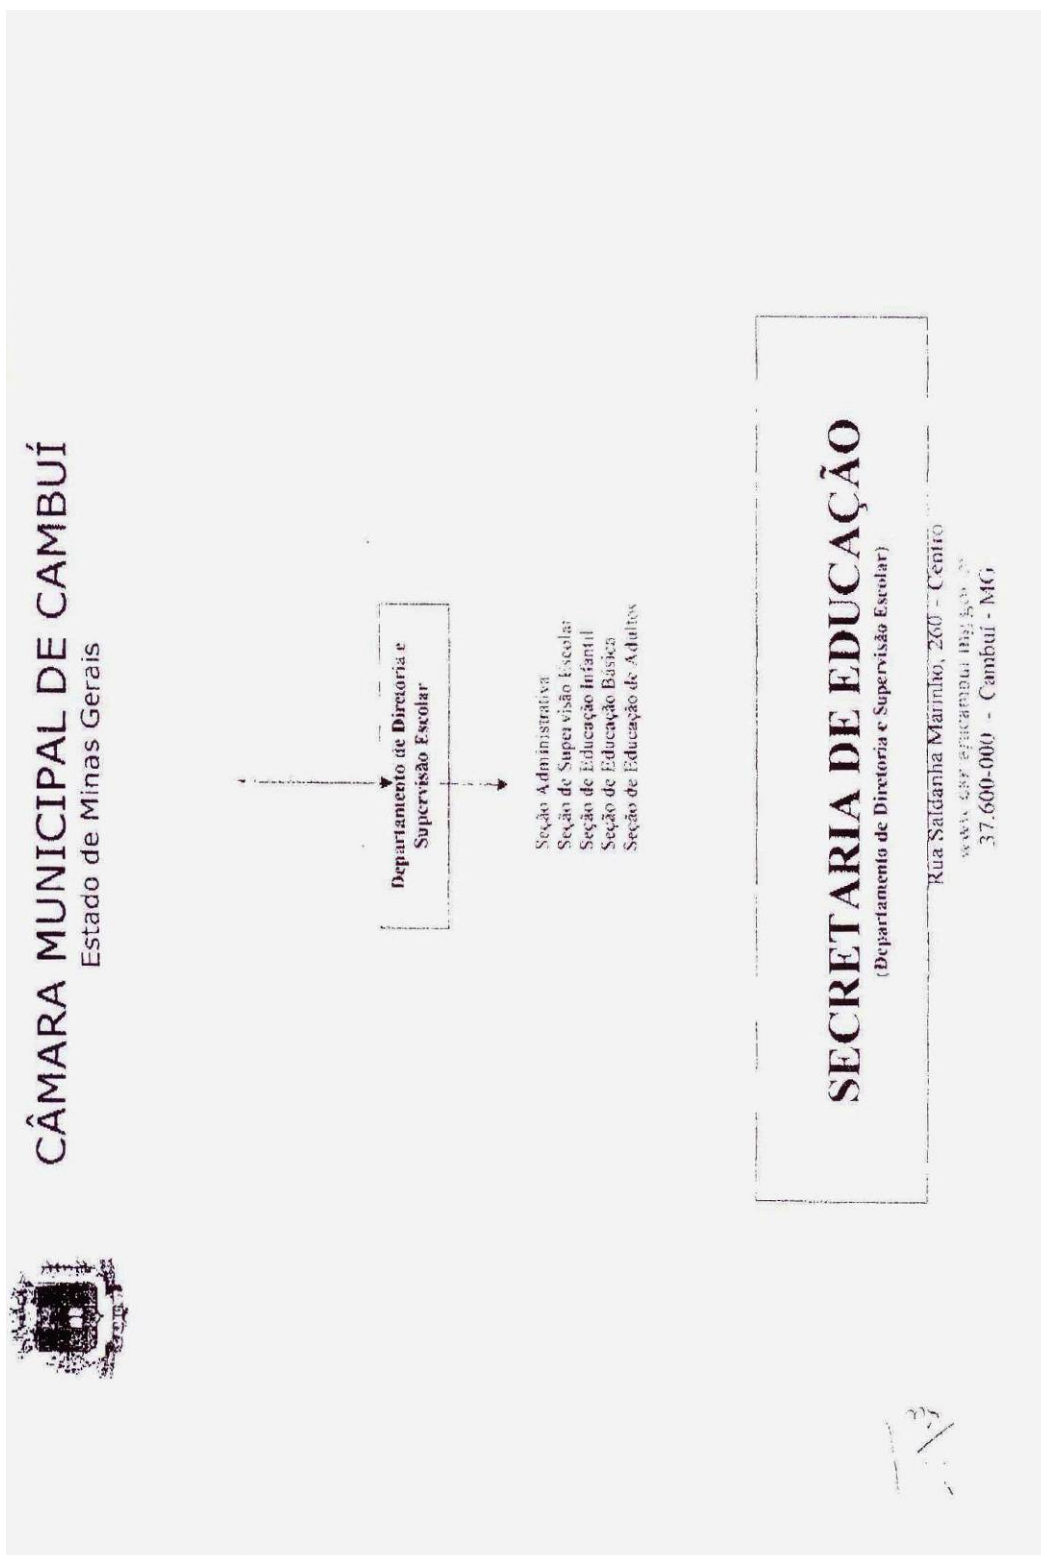 CÂMARA MUNICIPAL DE CAMBUÍ
Estado de Minas Gerais
Departamento de Diretoria e
Supervisão Escolar
Seção Administrativa
Seção de Supervisão Escolar
Seção de Educação Infantil
Seção de Educação Básica
Seção de Educação de Adultos
SECRETARIA DE EDUCAÇÃO
(Departamento de Diretoria e Supervisão Escolar)
Rua Saldanha Marinho, 260 - Centro
37.600-000 - Cambuí - MG